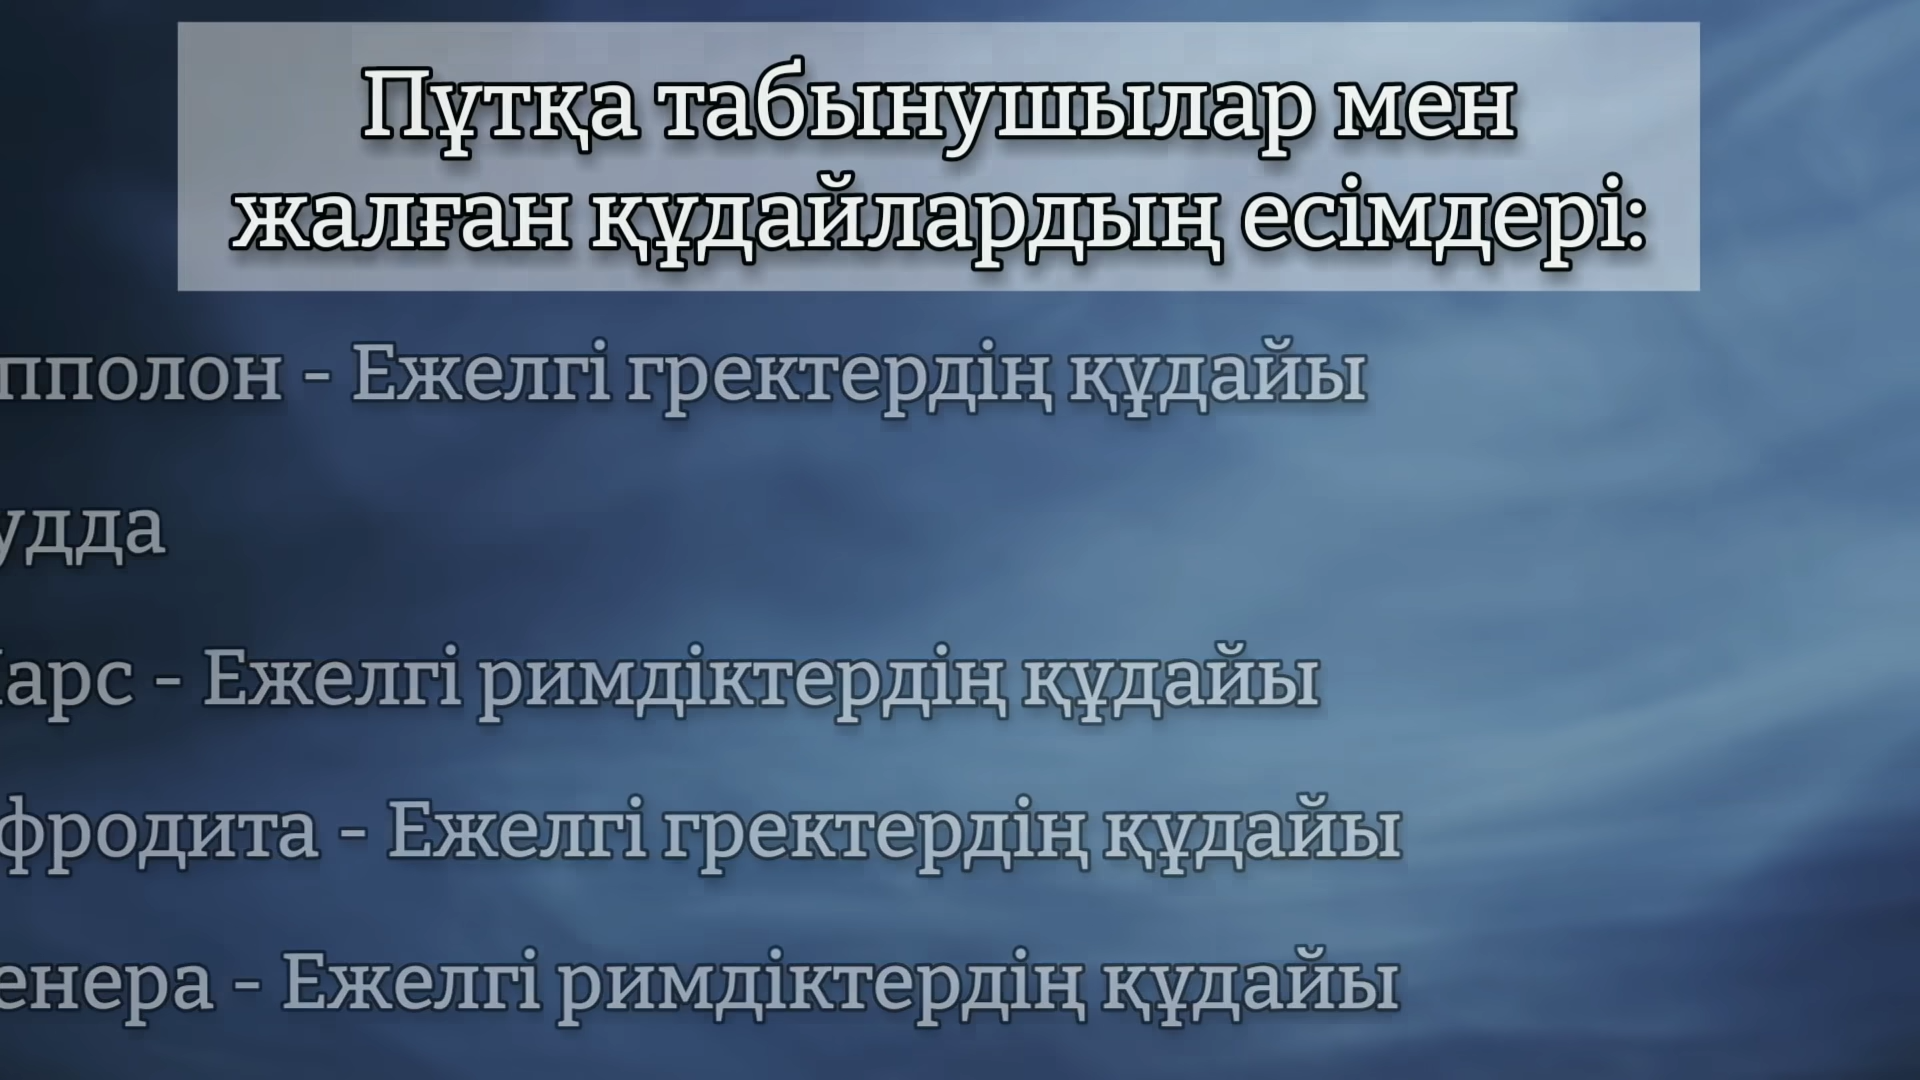 Пұтқа табынушылар мен
жалған құдайлардың есімдері:
пполон - Ежелгі гректердің құдайы
удда
арс - Ежелгі римдіктердің құдайы
фродита - Ежелгі гректердің құдайы
енера - Ежелгі римдіктердің құдайы